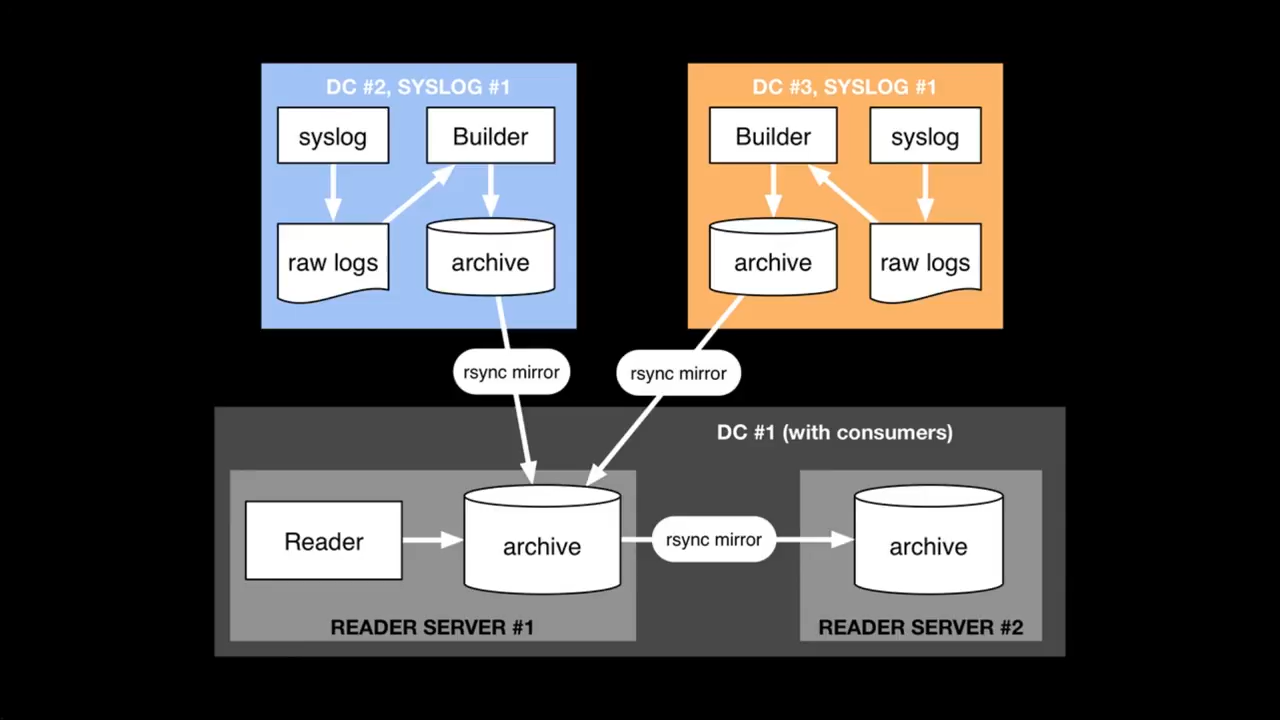 DC #2, SYSLOG #1
syslog
Builder
raw logs
archive
DC #3, SYSLOG #1
Builder
syslog
archive
raw logs
rsync mirror
rsync mirror
DC #1 (with consumers)
Reader
archive
rsync mirror
archive
READER SERVER #1
READER SERVER #2